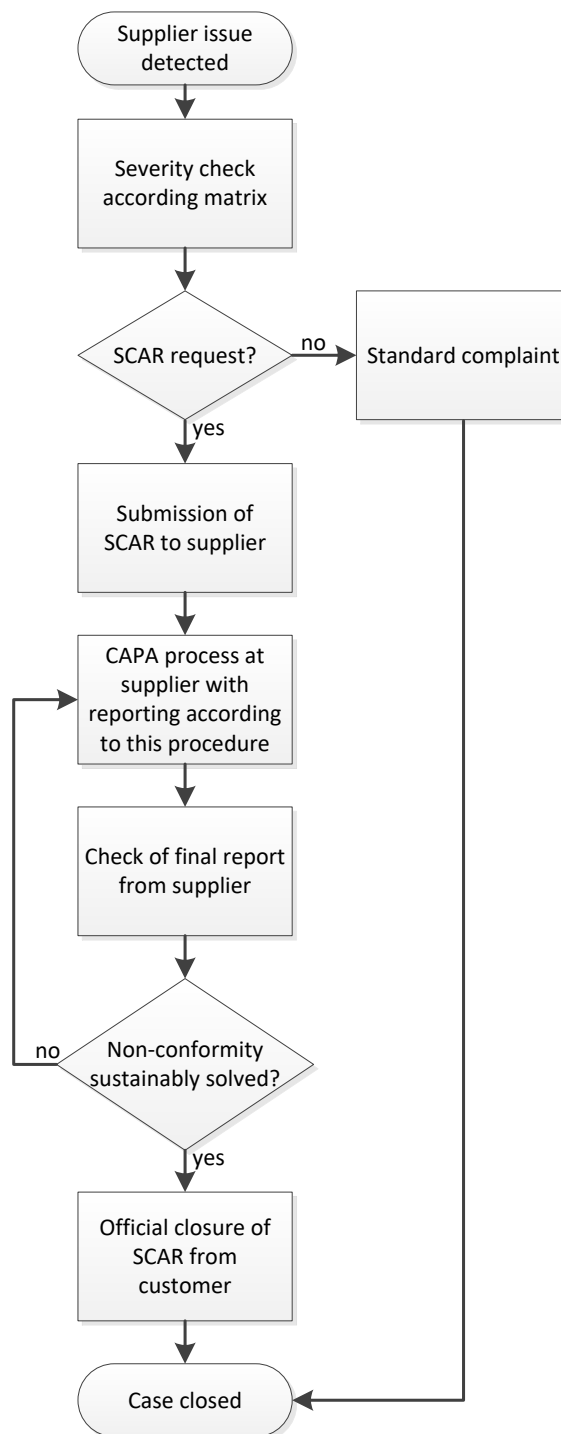 Supplier issue
detected
Severity check
according matrix
SCAR request?
no
Standard complaint
yes
Submission of
SCAR to supplier
CAPA process at
supplier with
reporting according
to this procedure
Check of final report
from supplier
Non-conformity
sustainably solved?
no
yes
Official closure of
SCAR from
customer
Case closed